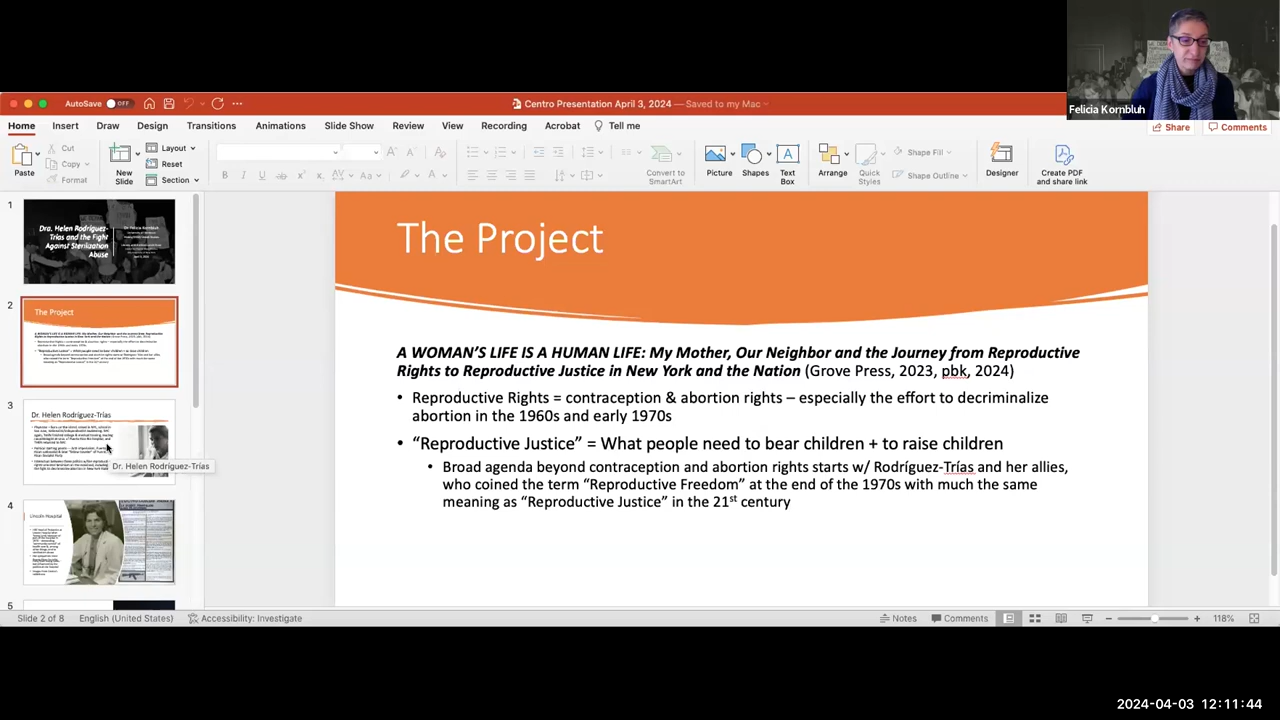 Felicia Kornbluh
AutoSave OFF
Centro Presentation April 3, 2024 — Saved to my Mac
Home Insert Draw Design Transitions Animations Slide Show Review View Recording Acrobat Tell me
Share Comments
Paste
Cut
Copy
Format
New Slide
Layout
Reset
Section
Convert to SmartArt
Picture
Shapes
Text Box
Arrange
Quick Styles
Shape Fill
Shape Outline
Designer
Create PDF and share link
1
Dra. Helen Rodríguez-
Trías and the Fight
Against Sterilization
Abuse
Dr. Felicia Kornbluh
2
The Project
3
Dr. Helen Rodríguez-Trías
Dr. Helen Rodríguez-Trías
4
Lincoln Hospital
5
The Project
A WOMAN'S LIFE IS A HUMAN LIFE: My Mother, Our Neighbor and the Journey from Reproductive
Rights to Reproductive Justice in New York and the Nation (Grove Press, 2023, pbk, 2024)
• Reproductive Rights = contraception & abortion rights – especially the effort to decriminalize
abortion in the 1960s and early 1970s
• “Reproductive Justice” = What people need to bear children + to raise children
• Broad agenda beyond contraception and abortion rights starts w/ Rodríguez-Trías and her allies,
who coined the term “Reproductive Freedom” at the end of the 1970s with much the same
meaning as “Reproductive Justice” in the 21st century
Slide 2 of 8 English (United States) Accessibility: Investigate Notes Comments 118%
2024-04-03 12:11:44